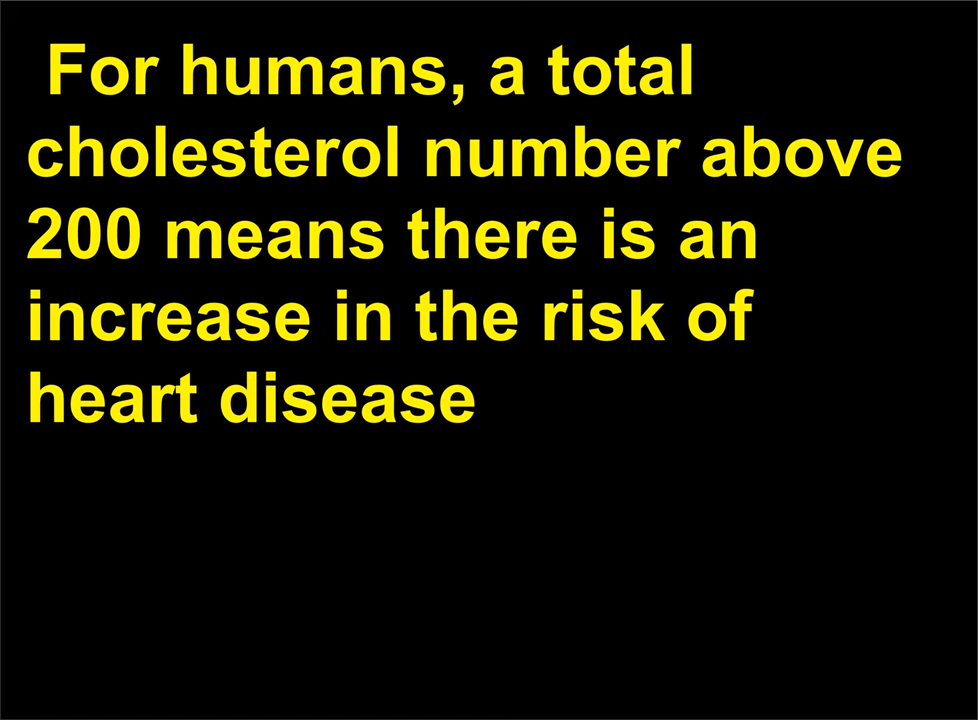 For humans, a total
cholesterol number above
200 means there is an
increase in the risk of
heart disease